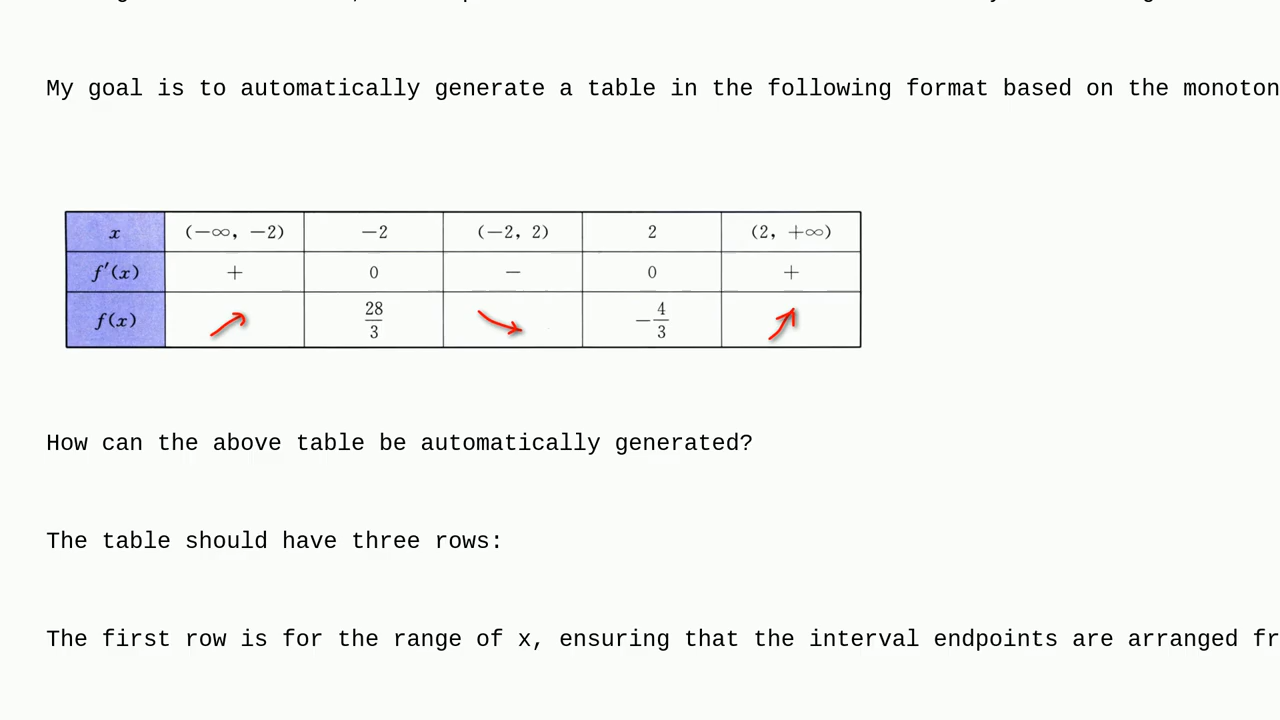 My goal is to automatically generate a table in the following format based on the monoton
x (−∞, −2) −2 (−2, 2) 2 (2, +∞)
f′(x) + 0 − 0 +
f(x) 28/3 −4/3
How can the above table be automatically generated?
The table should have three rows:
The first row is for the range of x, ensuring that the interval endpoints are arranged fr